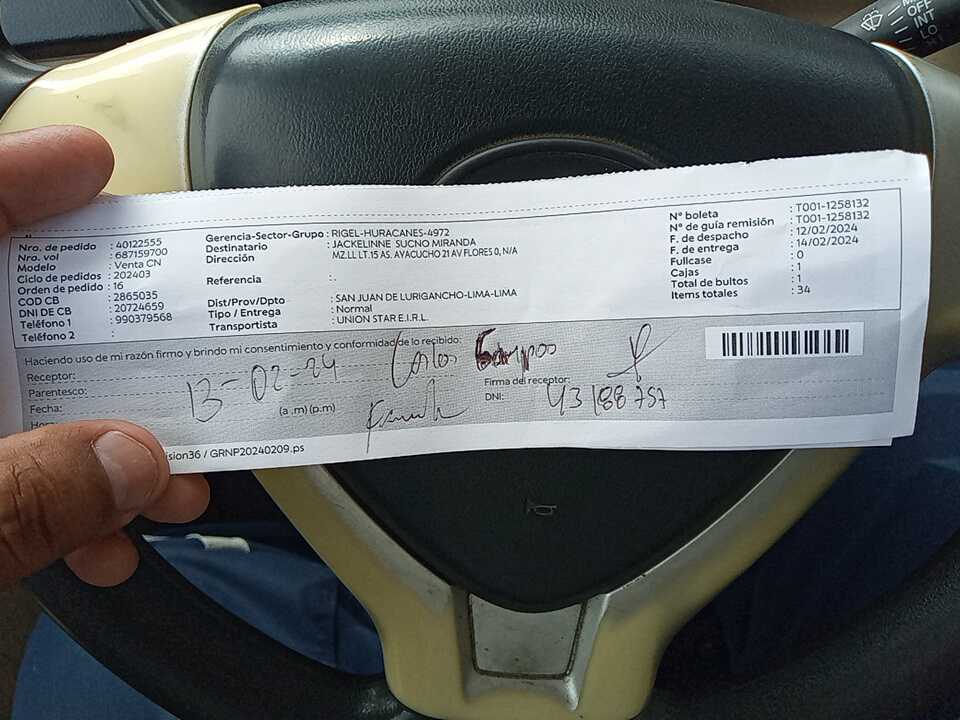 OFF
INT
LO
Nro. de pedido : 40122555
Nro. vol : 687159700
Modelo : Venta CN
Ciclo de pedidos : 202403
Orden de pedido : 16
COD CB : 2865035
DNI DE CB : 20724659
Teléfono 1 : 990379568
Teléfono 2 :
Gerencia-Sector-Grupo : RIGEL-HURACANES-4972
Destinatario : JACKELINNE SUCNO MIRANDA
Dirección MZ.LL LT.15 AS. AYACUCHO 21 AV FLORES 0, N/A
Referencia : .
Dist/Prov/Dpto : SAN JUAN DE LURIGANCHO-LIMA-LIMA
Tipo / Entrega : Normal
Transportista : UNION STAR E.I.R.L.
N° boleta : T001-1258132
N° de guía remisión : T001-1258132
F. de despacho : 12/02/2024
F. de entrega : 14/02/2024
Fullcase : 0
Cajas : 1
Total de bultos : 1
Items totales : 34
Haciendo uso de mi razón firmo y brindo mi consentimiento y conformidad de lo recibido:
Receptor: Carlos Campos
Parentesco:
Firma del receptor:
Fecha: 13-02-24
(a .m) (p.m)
DNI: 43188757
ision36 / GRNP20240209.ps